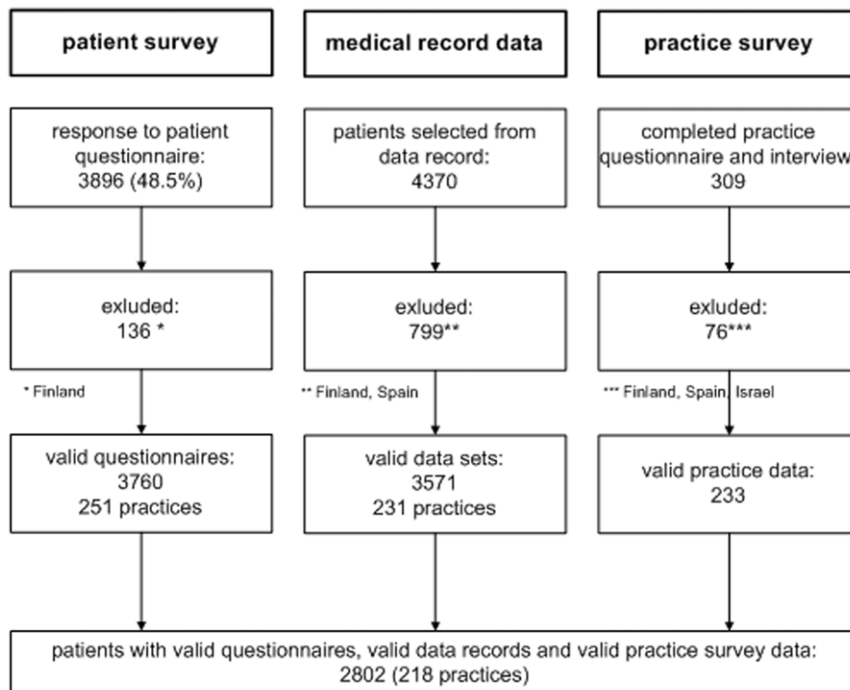 patient survey
medical record data
practice survey
response to patient
questionnaire:
3896 (48.5%)
patients selected from
data record:
4370
completed practice
questionnaire and interview
309
exluded:
136 *
exluded:
799**
exluded:
76***
* Finland
** Finland, Spain
*** Finland, Spain, Israel
valid questionnaires:
3760
251 practices
valid data sets:
3571
231 practices
valid practice data:
233
patients with valid questionnaires, valid data records and valid practice survey data:
2802 (218 practices)